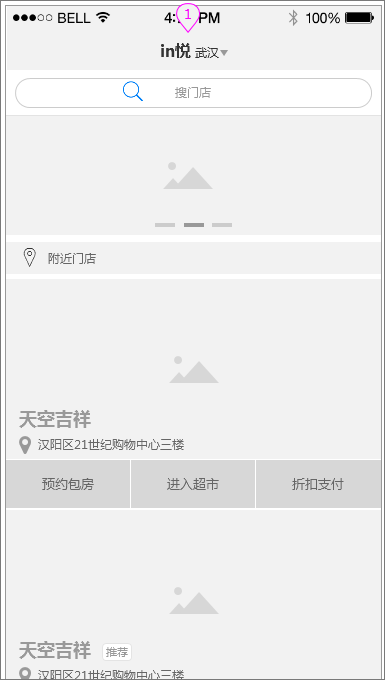 BELL 4: PM 100%
1
in悦 武汉
搜门店
附近门店
天空吉祥
汉阳区21世纪购物中心三楼
预约包房 进入超市 折扣支付
天空吉祥 推荐
汉阳区21世纪购物中心三楼